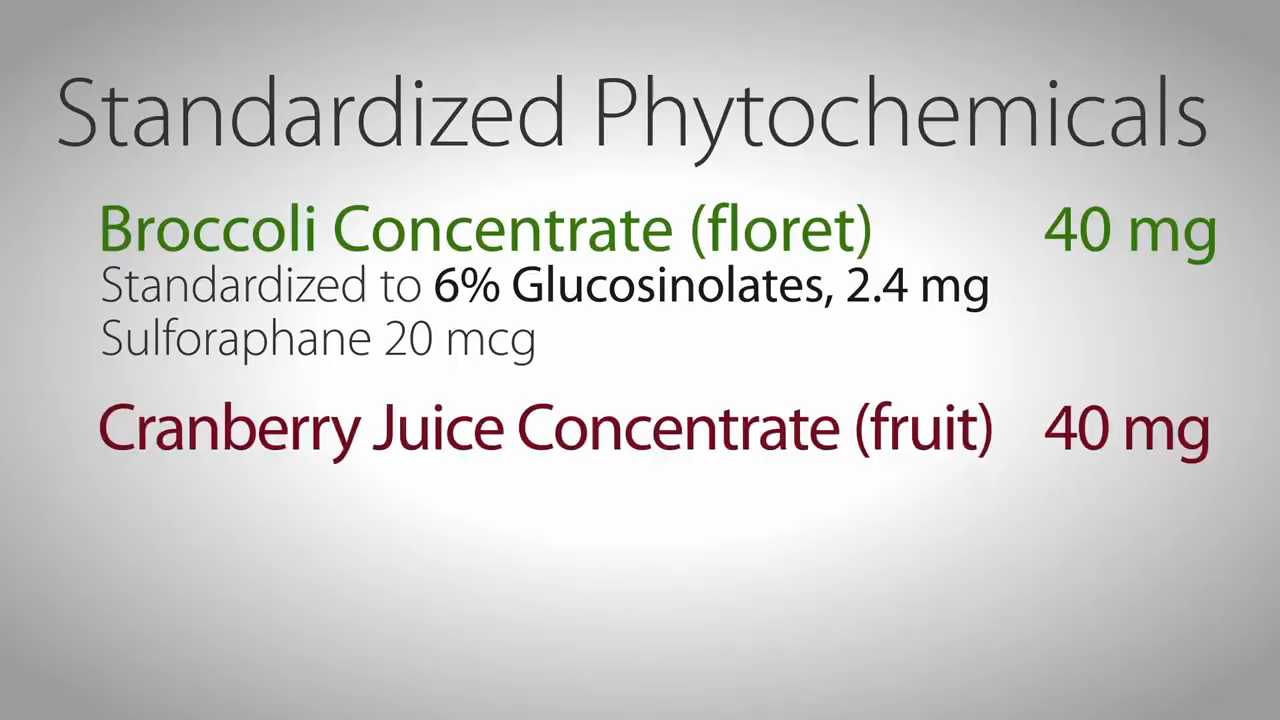 Standardized Phytochemicals
Broccoli Concentrate (floret) 40 mg
Standardized to 6% Glucosinolates, 2.4 mg
Sulforaphane 20 mcg
Cranberry Juice Concentrate (fruit) 40 mg